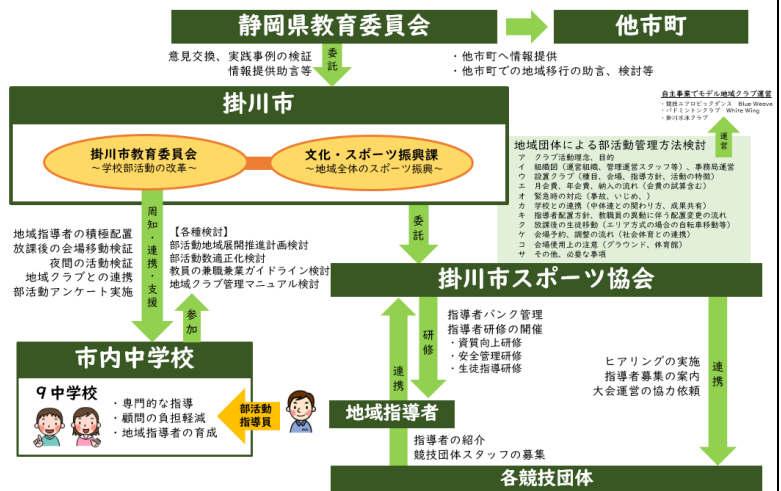 静岡県教育委員会
他市町
意見交換、実践事例の検証
情報提供助言等
委託
・他市町へ情報提供
・他市町での地域移行の助言、検討等
掛川市
掛川市教育委員会
～学校部活動の改革～
文化・スポーツ振興課
～地域全体のスポーツ振興～
自主事業でモデル地域クラブ運営
・競技エアロビックダンス Blue Weave
・バドミントンクラブ White Wing
・掛川水泳クラブ
運営
地域団体による部活動管理方法検討
ア クラブ活動理念、目的
イ 組織図（運営組織、管理運営スタッフ等）、事務局運営
ウ 設置クラブ（種目、会場、指導方針、活動の特徴）
エ 月会費、年会費、納入の流れ（会費の試算含む）
オ 緊急時の対応（事故、いじめ、）
カ 学校との連携（中体連との関わり方、成果共有）
キ 指導者配置方針、教職員の異動に伴う配置変更の流れ
ク 放課後の生徒移動（エリア方式の場合の自転車移動等）
ケ 会場予約、調整の流れ（社会体育との連携）
コ 会場使用上の注意（グラウンド、体育館）
サ その他、必要な事項
地域指導者の積極配置
放課後の会場移動検証
夜間の活動検証
地域クラブとの連携
部活動アンケート実施
周知・連携・支援
【各種検討】
部活動地域展開推進計画検討
部活動数適正化検討
教員の兼職兼業ガイドライン検討
地域クラブ管理マニュアル検討
参加
委託
掛川市スポーツ協会
市内中学校
9中学校
・専門的な指導
・顧問の負担軽減
・地域指導者の育成
部活動
指導員
連携
研修
指導者バンク管理
指導者研修の開催
・資質向上研修
・安全管理研修
・生徒指導研修
地域指導者
指導者の紹介
競技団体スタッフの募集
ヒアリングの実施
指導者募集の案内
大会運営の協力依頼
連携
各競技団体